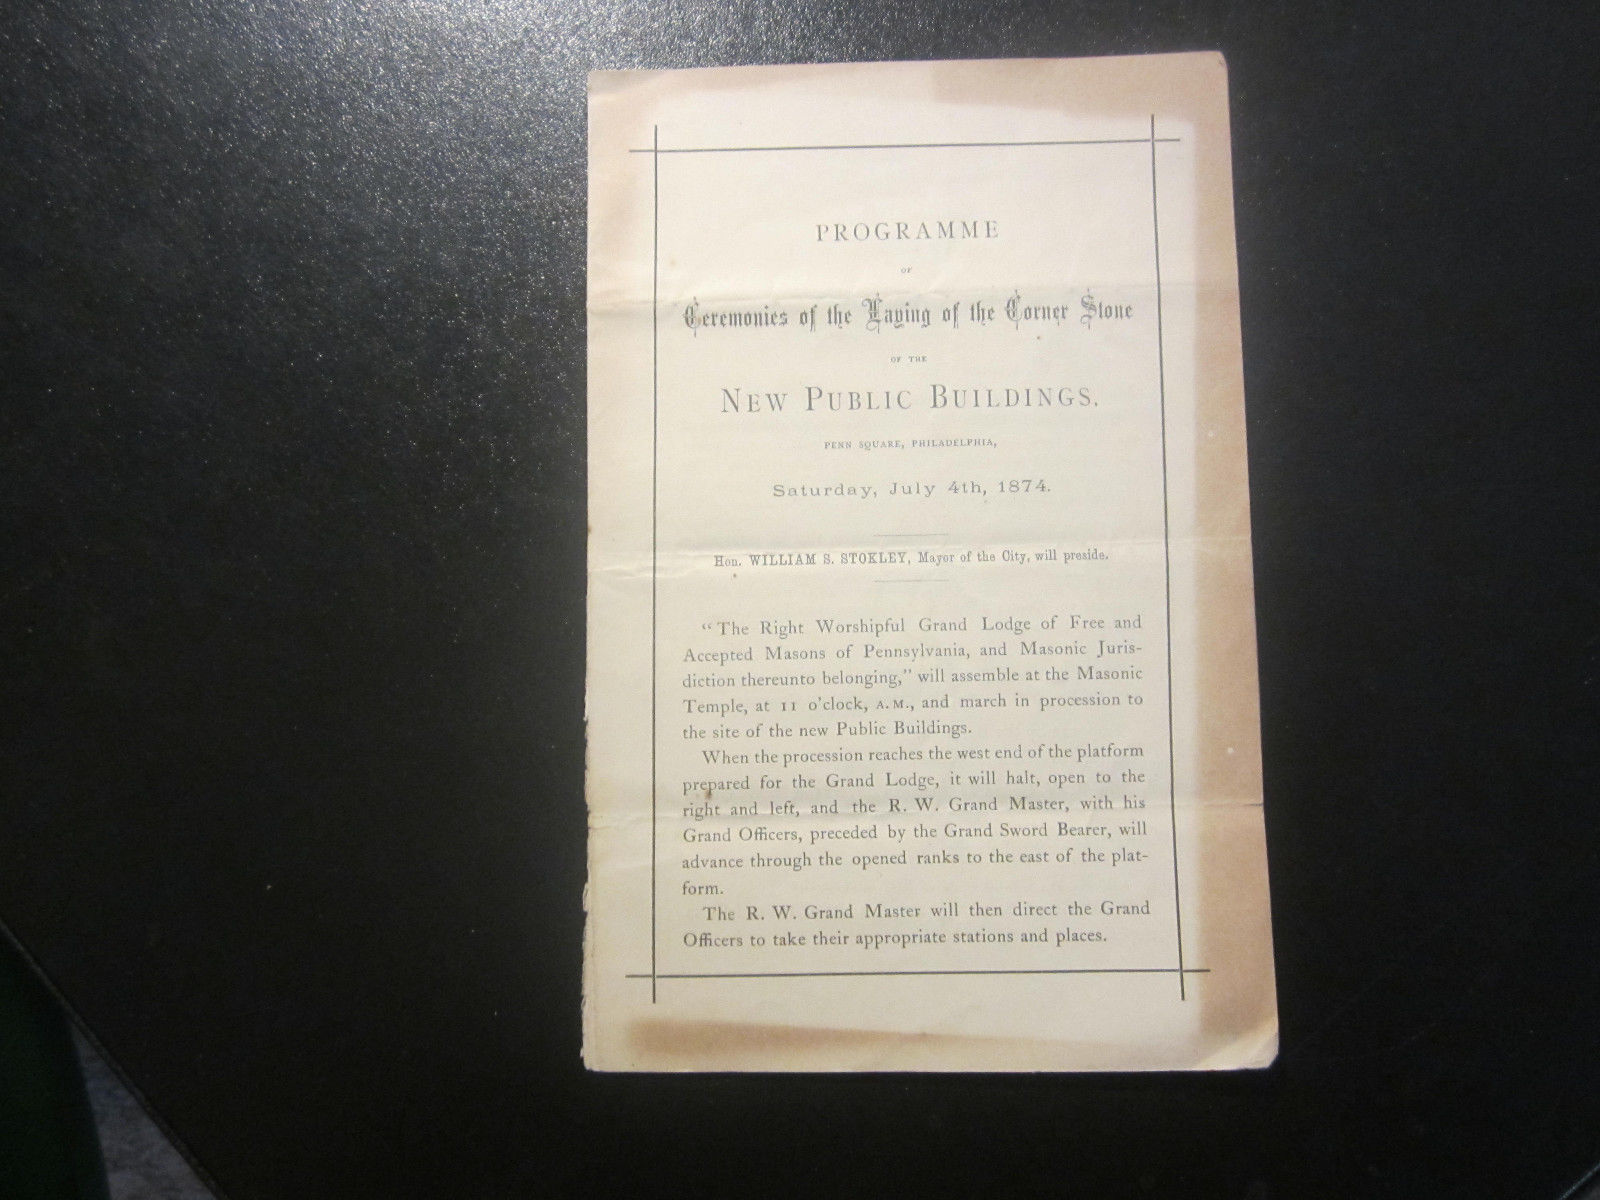 PROGRAMME
OF
Ceremonies of the Laying of the Corner Stone
OF THE
NEW PUBLIC BUILDINGS,
PENN SQUARE, PHILADELPHIA,
Saturday, July 4th, 1874.
Hon. WILLIAM S. STOKLEY, Mayor of the City, will preside.
“The Right Worshipful Grand Lodge of Free and
Accepted Masons of Pennsylvania, and Masonic Juris-
diction thereunto belonging,” will assemble at the Masonic
Temple, at 11 o'clock, A.M., and march in procession to
the site of the new Public Buildings.
When the procession reaches the west end of the platform
prepared for the Grand Lodge, it will halt, open to the
right and left, and the R. W. Grand Master, with his
Grand Officers, preceded by the Grand Sword Bearer, will
advance through the opened ranks to the east of the plat-
form.
The R. W. Grand Master will then direct the Grand
Officers to take their appropriate stations and places.